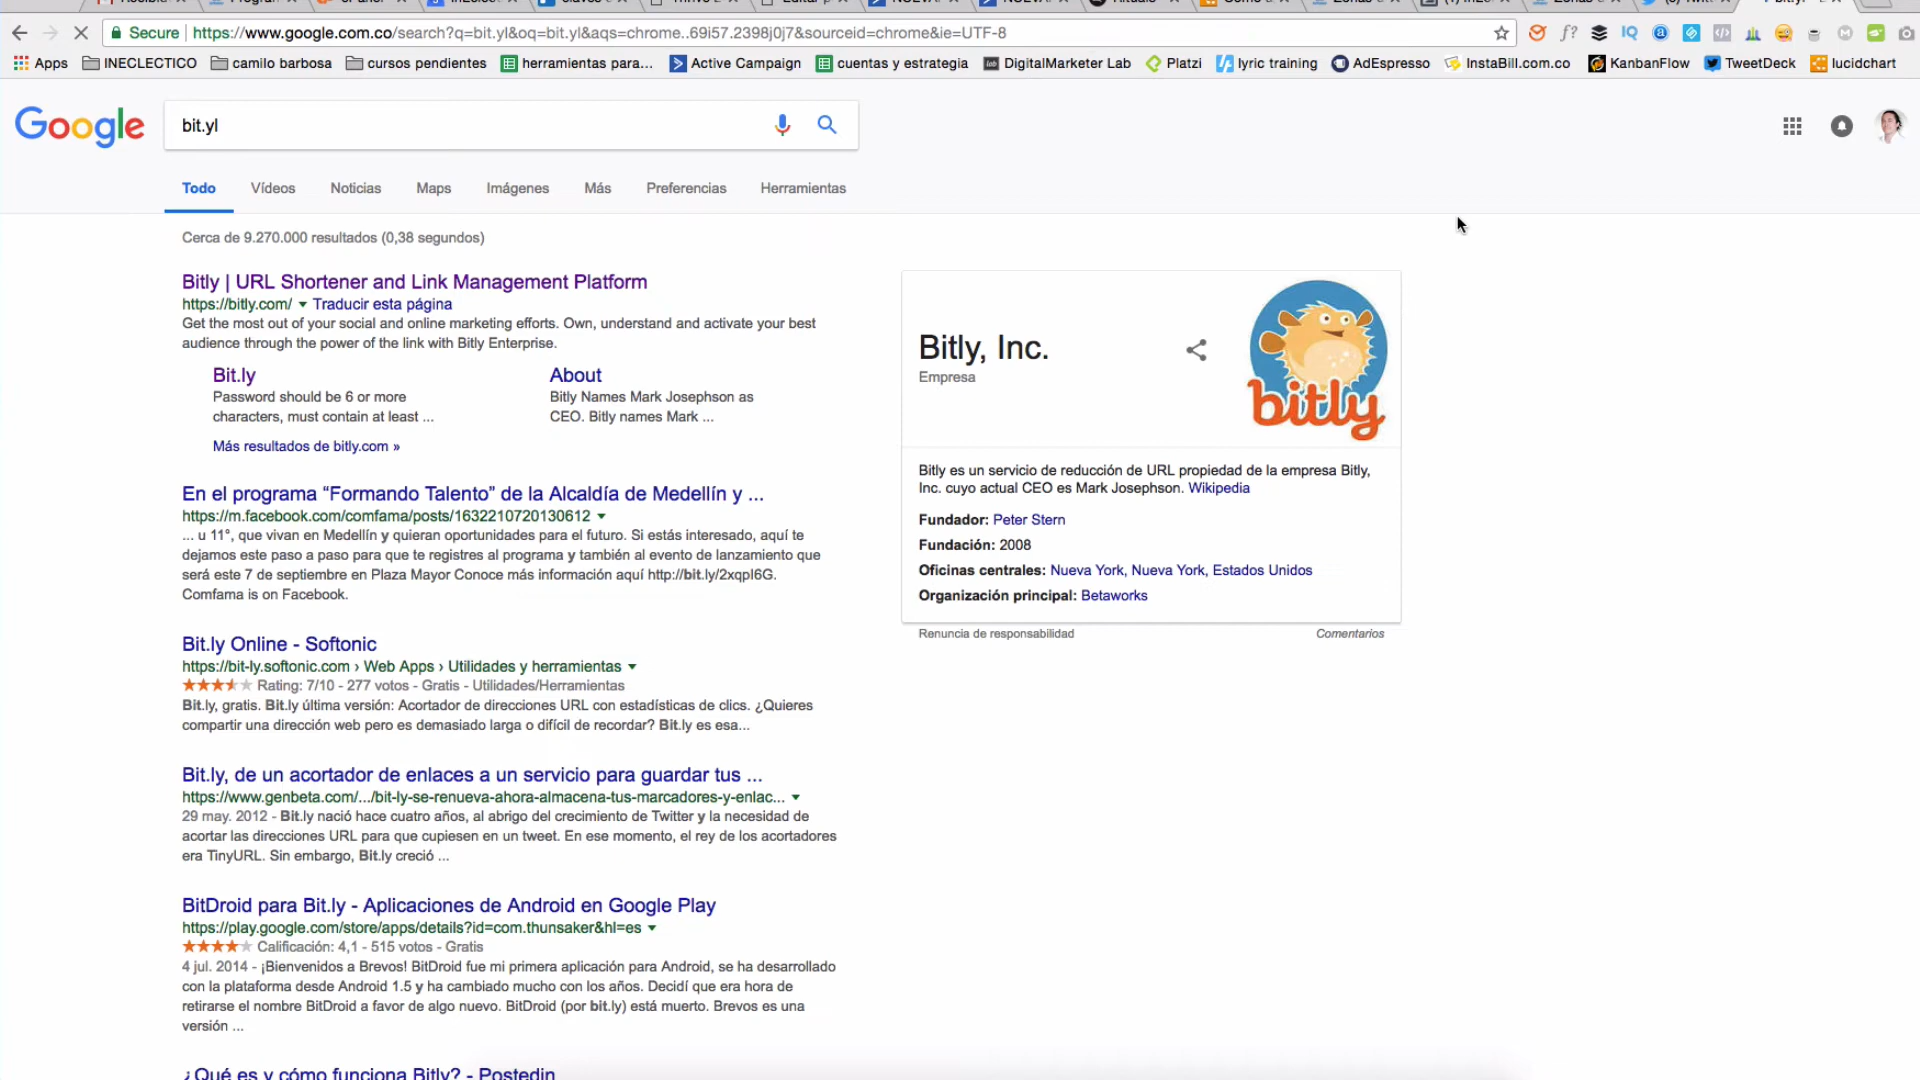 Secure https://www.google.com.co/search?q=bit.yl&oq=bit.yl&aqs=chrome..69i57.2398j0j7&sourceid=chrome&ie=UTF-8
Apps INECLECTICO camilo barbosa cursos pendientes herramientas para... Active Campaign cuentas y estrategia DigitalMarketer Lab Platzi lyric training AdEspresso InstaBill.com.co KanbanFlow TweetDeck lucidchart
Google bit.yl
Todo Vídeos Noticias Maps Imágenes Más Preferencias Herramientas
Cerca de 9.270.000 resultados (0,38 segundos)
Bitly | URL Shortener and Link Management Platform
https://bitly.com/ Traducir esta página
Get the most out of your social and online marketing efforts. Own, understand and activate your best
audience through the power of the link with Bitly Enterprise.
Bit.ly
Password should be 6 or more
characters, must contain at least ...
About
Bitly Names Mark Josephson as
CEO. Bitly names Mark ...
Más resultados de bitly.com »
En el programa “Formando Talento” de la Alcaldía de Medellín y ...
https://m.facebook.com/comfama/posts/1632210720130612
... u 11°, que vivan en Medellín y quieran oportunidades para el futuro. Si estás interesado, aquí te
dejamos este paso a paso para que te registres al programa y también al evento de lanzamiento que
será este 7 de septiembre en Plaza Mayor Conoce más información aquí http://bit.ly/2xqpI6G.
Comfama is on Facebook.
Bit.ly Online - Softonic
https://bit-ly.softonic.com › Web Apps › Utilidades y herramientas
Rating: 7/10 - 277 votos - Gratis - Utilidades/Herramientas
Bit.ly, gratis. Bit.ly última versión: Acortador de direcciones URL con estadísticas de clics. ¿Quieres
compartir una dirección web pero es demasiado larga o difícil de recordar? Bit.ly es esa...
Bit.ly, de un acortador de enlaces a un servicio para guardar tus ...
https://www.genbeta.com/.../bit-ly-se-renueva-ahora-almacena-tus-marcadores-y-enlac...
29 may. 2012 - Bit.ly nació hace cuatro años, al abrigo del crecimiento de Twitter y la necesidad de
acortar las direcciones URL para que cupiesen en un tweet. En ese momento, el rey de los acortadores
era TinyURL. Sin embargo, Bit.ly creció ...
BitDroid para Bit.ly - Aplicaciones de Android en Google Play
https://play.google.com/store/apps/details?id=com.thunsaker&hl=es
Calificación: 4,1 - 515 votos - Gratis
4 jul. 2014 - ¡Bienvenidos a Brevos! BitDroid fue mi primera aplicación para Android, se ha desarrollado
con la plataforma desde Android 1.5 y ha cambiado mucho con los años. Decidí que era hora de
retirarse el nombre BitDroid a favor de algo nuevo. BitDroid (por bit.ly) está muerto. Brevos es una
versión ...
¿Qué es y cómo funciona Bitly? - Postedin
Bitly, Inc.
Empresa
bitly
Bitly es un servicio de reducción de URL propiedad de la empresa Bitly,
Inc. cuyo actual CEO es Mark Josephson. Wikipedia
Fundador: Peter Stern
Fundación: 2008
Oficinas centrales: Nueva York, Nueva York, Estados Unidos
Organización principal: Betaworks
Renuncia de responsabilidad Comentarios